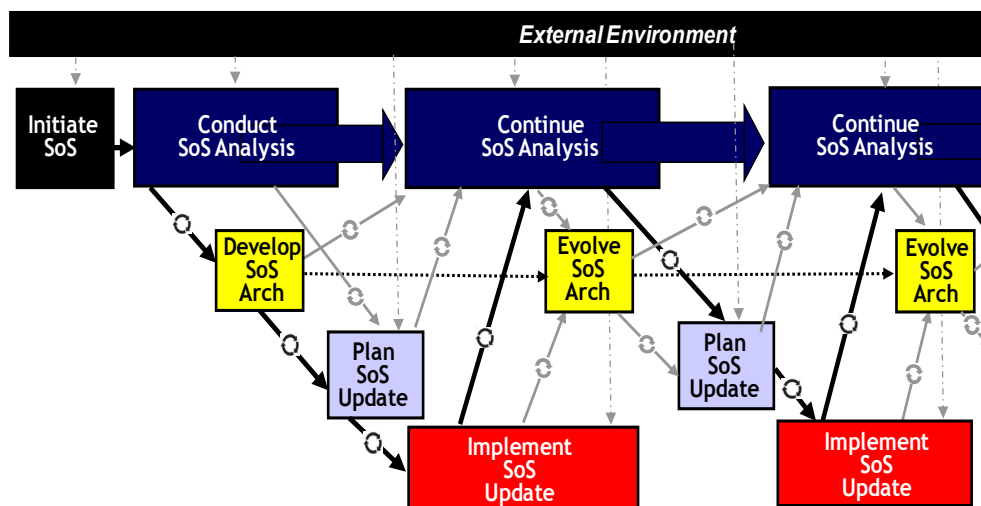 External Environment
Initiate
SoS
Conduct
SoS Analysis
Continue
SoS Analysis
Continue
SoS Analysis
Develop
SoS
Arch
Evolve
SoS
Arch
Evolve
SoS
Arch
Plan
SoS
Update
Plan
SoS
Update
Implement
SoS
Update
Implement
SoS
Update